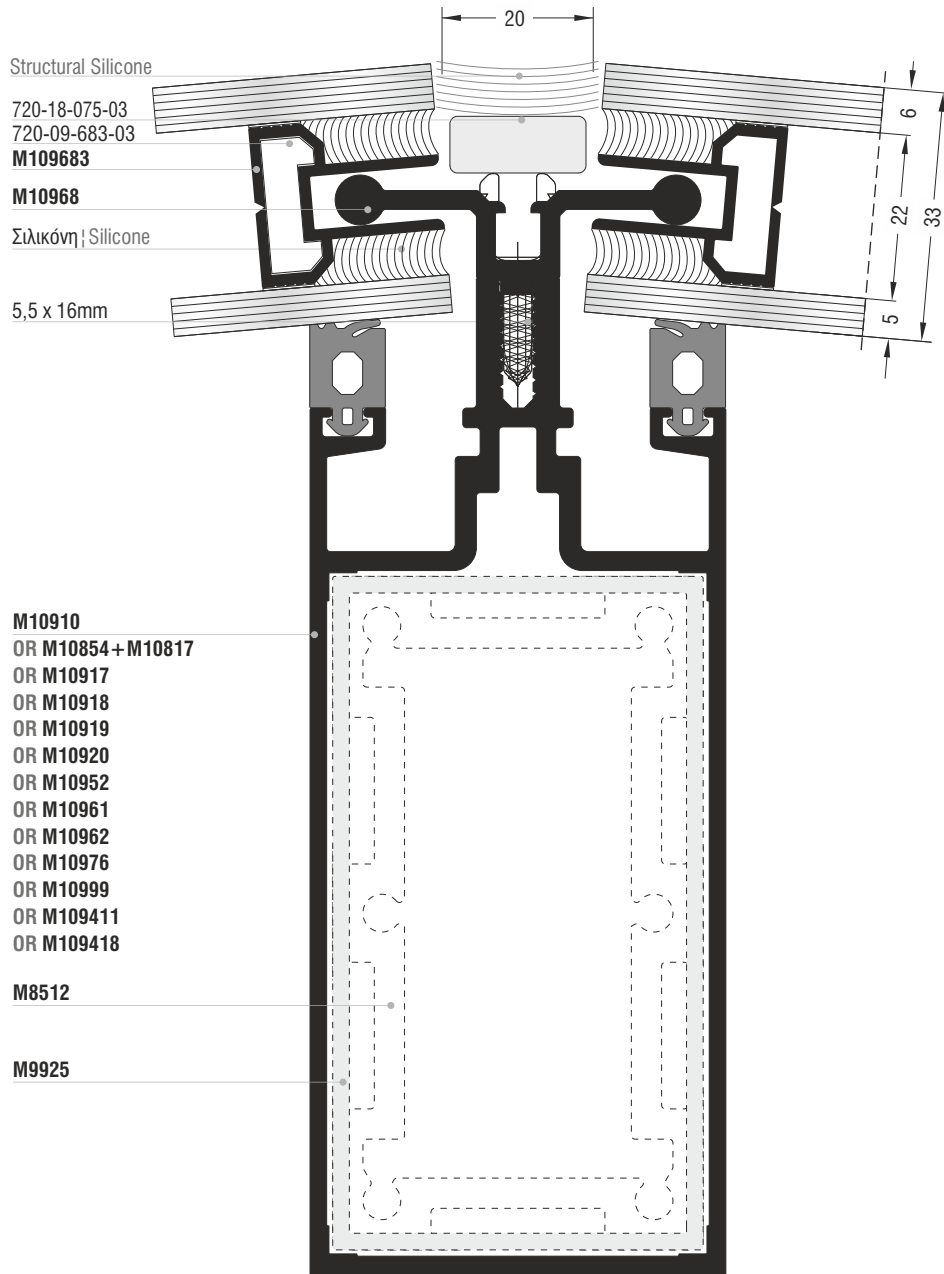 20
Structural Silicone
720-18-075-03
720-09-683-03
M109683
M10968
Σιλικόνη ¦ Silicone
5,5 x 16mm
6
22
33
5
M10910
OR M10854+M10817
OR M10917
OR M10918
OR M10919
OR M10920
OR M10952
OR M10961
OR M10962
OR M10976
OR M10999
OR M109411
OR M109418
M8512
M9925